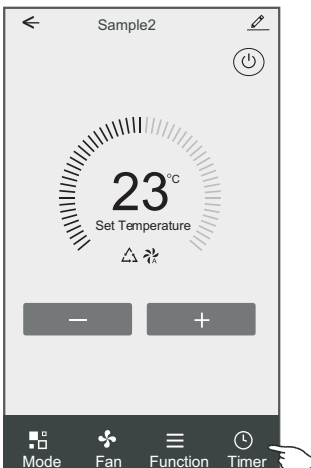 Sample2
23°C
Set Temperature
A
Mode Fan Function Timer